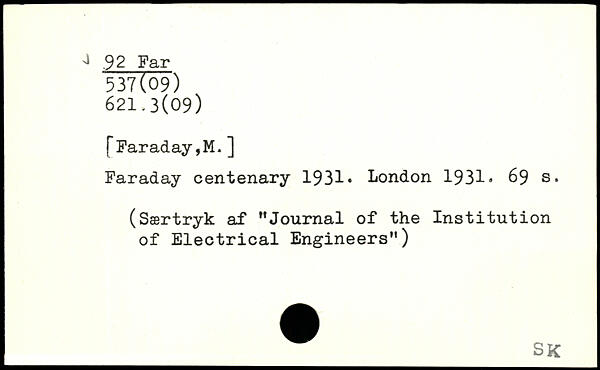 92 Far
537(09)
621.3(09)
[Faraday,M.]
Faraday centenary 1931. London 1931. 69 s.
(Særtryk af "Journal of the Institution
of Electrical Engineers")
SK